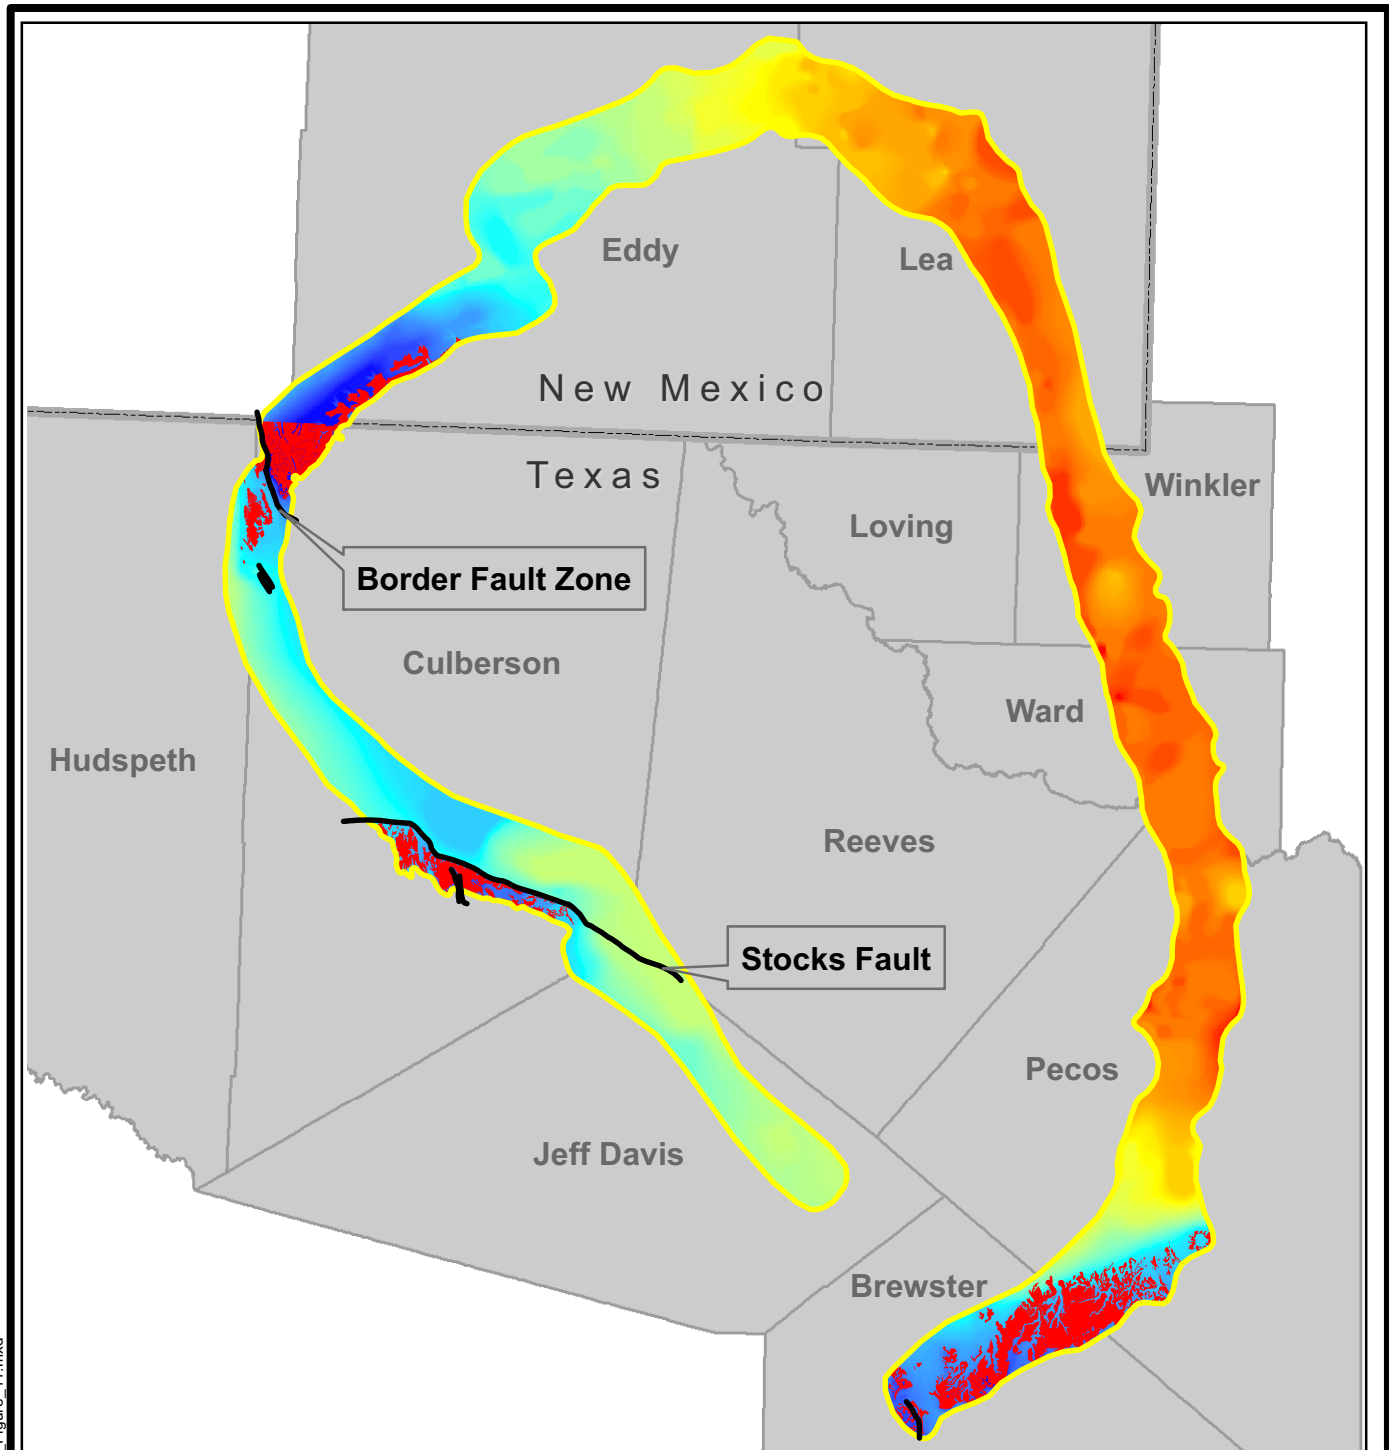 Eddy
Lea
New Mexico
Texas
Winkler
Loving
Border Fault Zone
Culberson
Ward
Hudspeth
Reeves
Stocks Fault
Pecos
Jeff Davis
Brewster